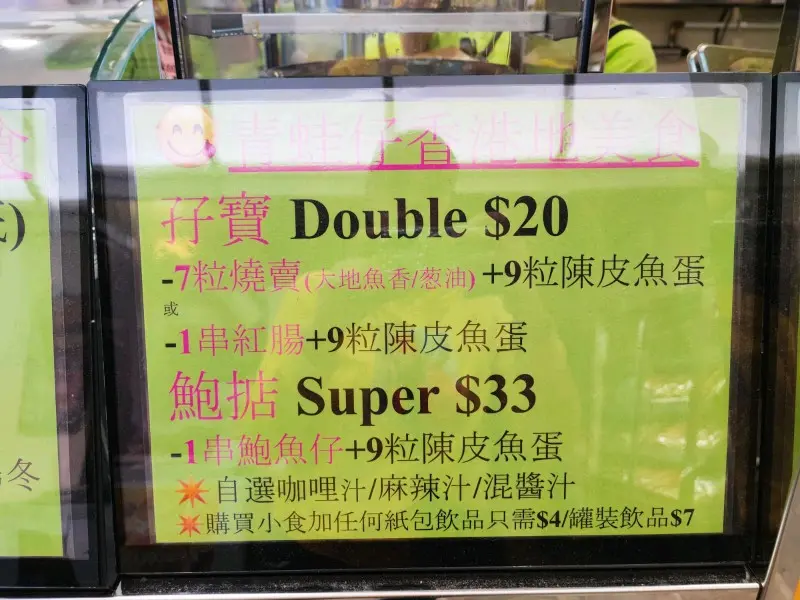 青蛙仔香港地美食
食
孖寶 Double $20
-7粒燒賣(大地魚香/葱油) +9粒陳皮魚蛋
或
-1串紅腸+9粒陳皮魚蛋
鮑掂 Super $33
-1串鮑魚仔+9粒陳皮魚蛋
自選咖哩汁/麻辣汁/混醬汁
冬
購買小食加任何紙包飲品只需$4/罐裝飲品$7